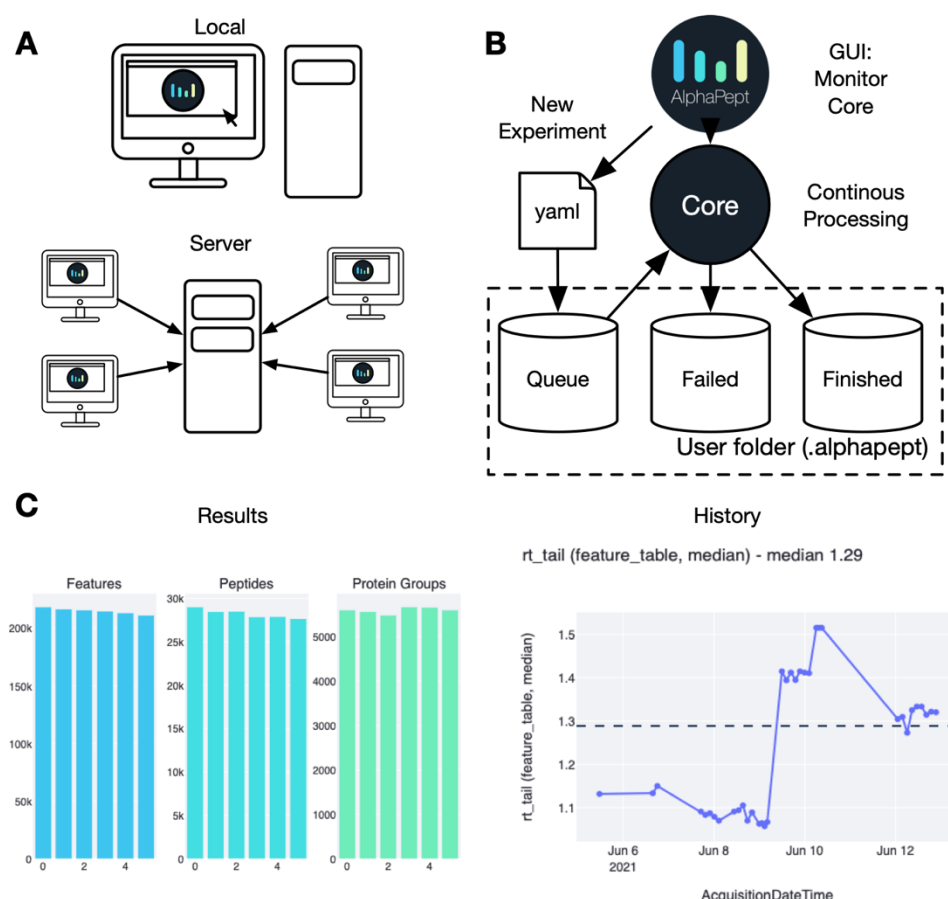 A
Local
Server
B
AlphaPept
GUI:
Monitor
Core
New
Experiment
yaml
Core
Continous
Processing
Queue
Failed
Finished
User folder (.alphapept)
C
Results
Features
200k
150k
100k
50k
0
0 2 4
Peptides
30k
25k
20k
15k
10k
5k
0
0 2 4
Protein Groups
5000
4000
3000
2000
1000
0
0 2 4
History
rt_tail (feature_table, median) - median 1.29
rt_tail (feature_table, median)
1.5
1.4
1.3
1.2
1.1
Jun 6 Jun 8 Jun 10 Jun 12
2021
AcquisitionDateTime